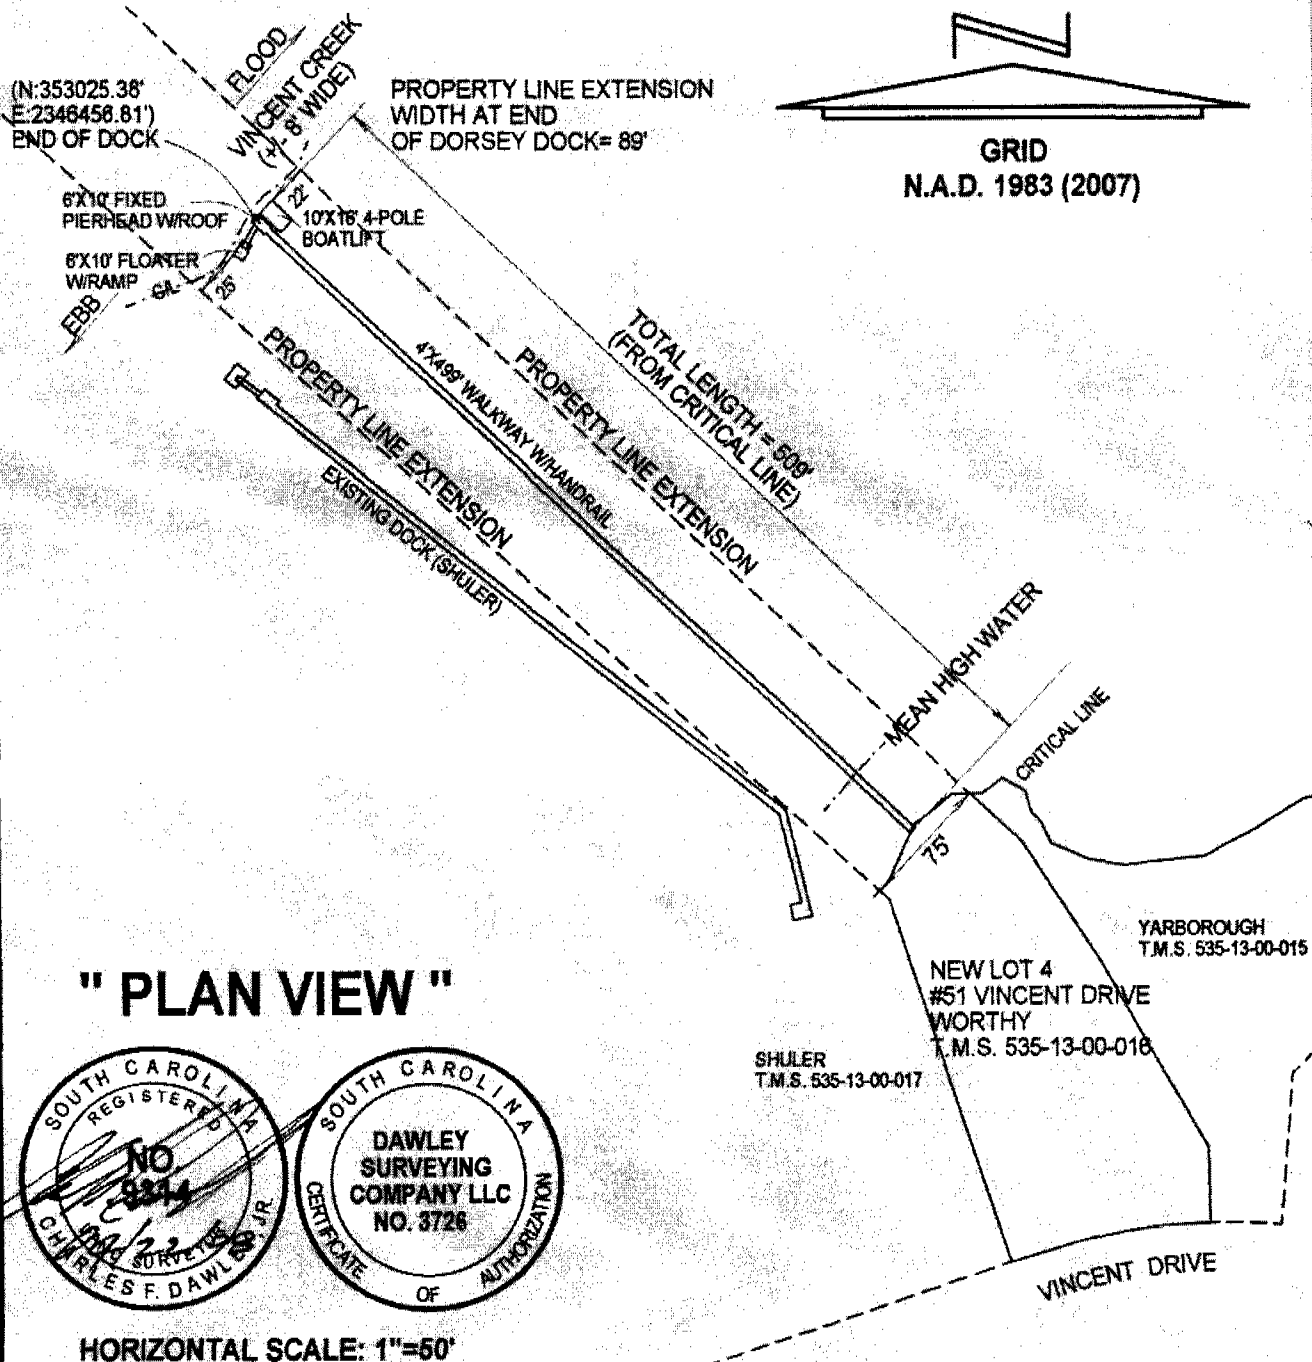 (N:353025.38'
E:2346456.81')
END OF DOCK
FLOOD
VINCENT CREEK
(+/- 8' WIDE)
PROPERTY LINE EXTENSION
WIDTH AT END
OF DORSEY DOCK= 89'
GRID
N.A.D. 1983 (2007)
6'X10' FIXED
PIERHEAD W/ROOF
22'
10'X16' 4-POLE
BOATLIFT
6'X10' FLOATER
W/RAMP
C/L
25'
EBB
PROPERTY LINE EXTENSION
4'X499' WALKWAY W/HANDRAIL
PROPERTY LINE EXTENSION
TOTAL LENGTH = 509'
(FROM CRITICAL LINE)
EXISTING DOCK (SHULER)
MEAN HIGH WATER
CRITICAL LINE
75'
YARBOROUGH
T.M.S. 535-13-00-015
NEW LOT 4
#51 VINCENT DRIVE
WORTHY
T.M.S. 535-13-00-016
SHULER
T.M.S. 535-13-00-017
VINCENT DRIVE
" PLAN VIEW "
SOUTH CAROLINA
REGISTERED
NO
9314
SURVEYOR
CHARLES F. DAWLEY, JR
SOUTH CAROLINA
DAWLEY
SURVEYING
COMPANY LLC
NO. 3726
CERTIFICATE OF AUTHORIZATION
HORIZONTAL SCALE: 1"=50'